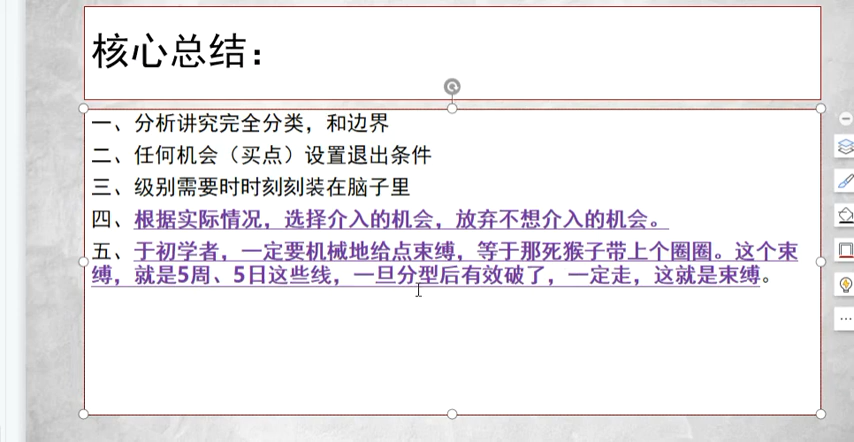 核心总结：
一、分析讲究完全分类，和边界
二、任何机会（买点）设置退出条件
三、级别需要时时刻刻装在脑子里
四、根据实际情况，选择介入的机会，放弃不想介入的机会。
五、于初学者，一定要机械地给点束缚，等于那死猴子带上个圈圈。这个束
缚，就是5周、5日这些线，一旦分型后有效破了，一定走，这就是束缚。